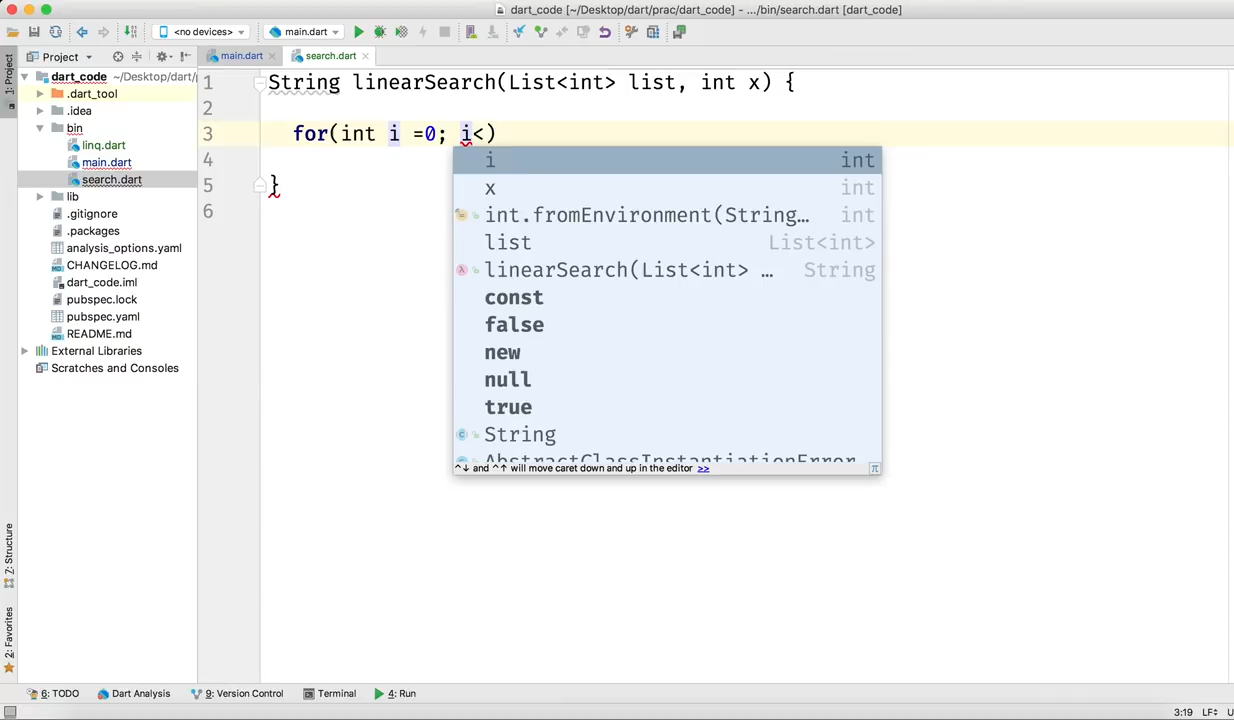 dart_code [~/Desktop/dart/prac/dart_code] - .../bin/search.dart [dart_code]
<no devices> main.dart
Project main.dart search.dart
1: Project
dart_code ~/Desktop/dart/
.dart_tool
.idea
bin
linq.dart
main.dart
search.dart
lib
.gitignore
.packages
analysis_options.yaml
CHANGELOG.md
dart_code.iml
pubspec.lock
pubspec.yaml
README.md
External Libraries
Scratches and Consoles
1 String linearSearch(List<int> list, int x) {
2
3 for(int i =0; i<)
4
5 }
6
i int
x int
int.fromEnvironment(String… int
list List<int>
linearSearch(List<int> … String
const
false
new
null
true
String
AbstractClassInstantiationError
^↓ and ^↑ will move caret down and up in the editor >>
π
7: Structure
2: Favorites
6: TODO Dart Analysis 9: Version Control Terminal 4: Run
3:19 LF÷ U